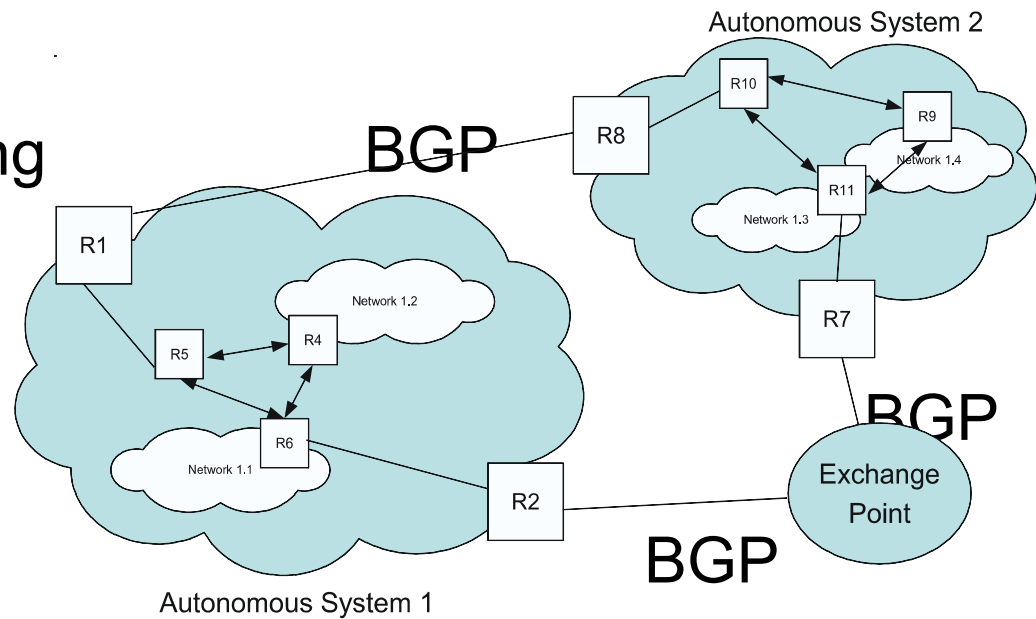 Autonomous System 2
R10
R9
R8
BGP
ng
Network 1.4
R11
Network 1.3
R1
Network 1.2
R7
R4
R5
BGP
R6
Network 1.1
Exchange
Point
R2
BGP
Autonomous System 1